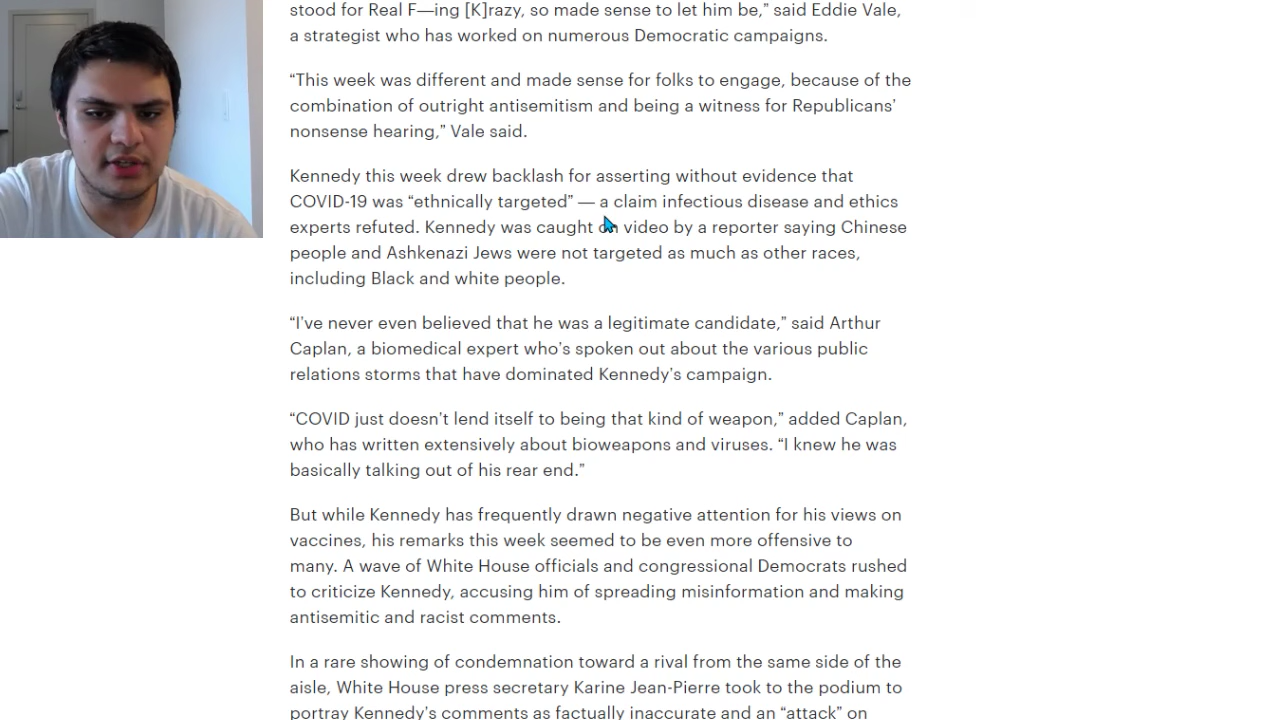 stood for Real F—ing [K]razy, so made sense to let him be,” said Eddie Vale,
a strategist who has worked on numerous Democratic campaigns.
“This week was different and made sense for folks to engage, because of the
combination of outright antisemitism and being a witness for Republicans’
nonsense hearing,” Vale said.
Kennedy this week drew backlash for asserting without evidence that
COVID-19 was “ethnically targeted” — a claim infectious disease and ethics
experts refuted. Kennedy was caught on video by a reporter saying Chinese
people and Ashkenazi Jews were not targeted as much as other races,
including Black and white people.
“I’ve never even believed that he was a legitimate candidate,” said Arthur
Caplan, a biomedical expert who’s spoken out about the various public
relations storms that have dominated Kennedy’s campaign.
“COVID just doesn’t lend itself to being that kind of weapon,” added Caplan,
who has written extensively about bioweapons and viruses. “I knew he was
basically talking out of his rear end.”
But while Kennedy has frequently drawn negative attention for his views on
vaccines, his remarks this week seemed to be even more offensive to
many. A wave of White House officials and congressional Democrats rushed
to criticize Kennedy, accusing him of spreading misinformation and making
antisemitic and racist comments.
In a rare showing of condemnation toward a rival from the same side of the
aisle, White House press secretary Karine Jean-Pierre took to the podium to
portray Kennedy’s comments as factually inaccurate and an “attack” on